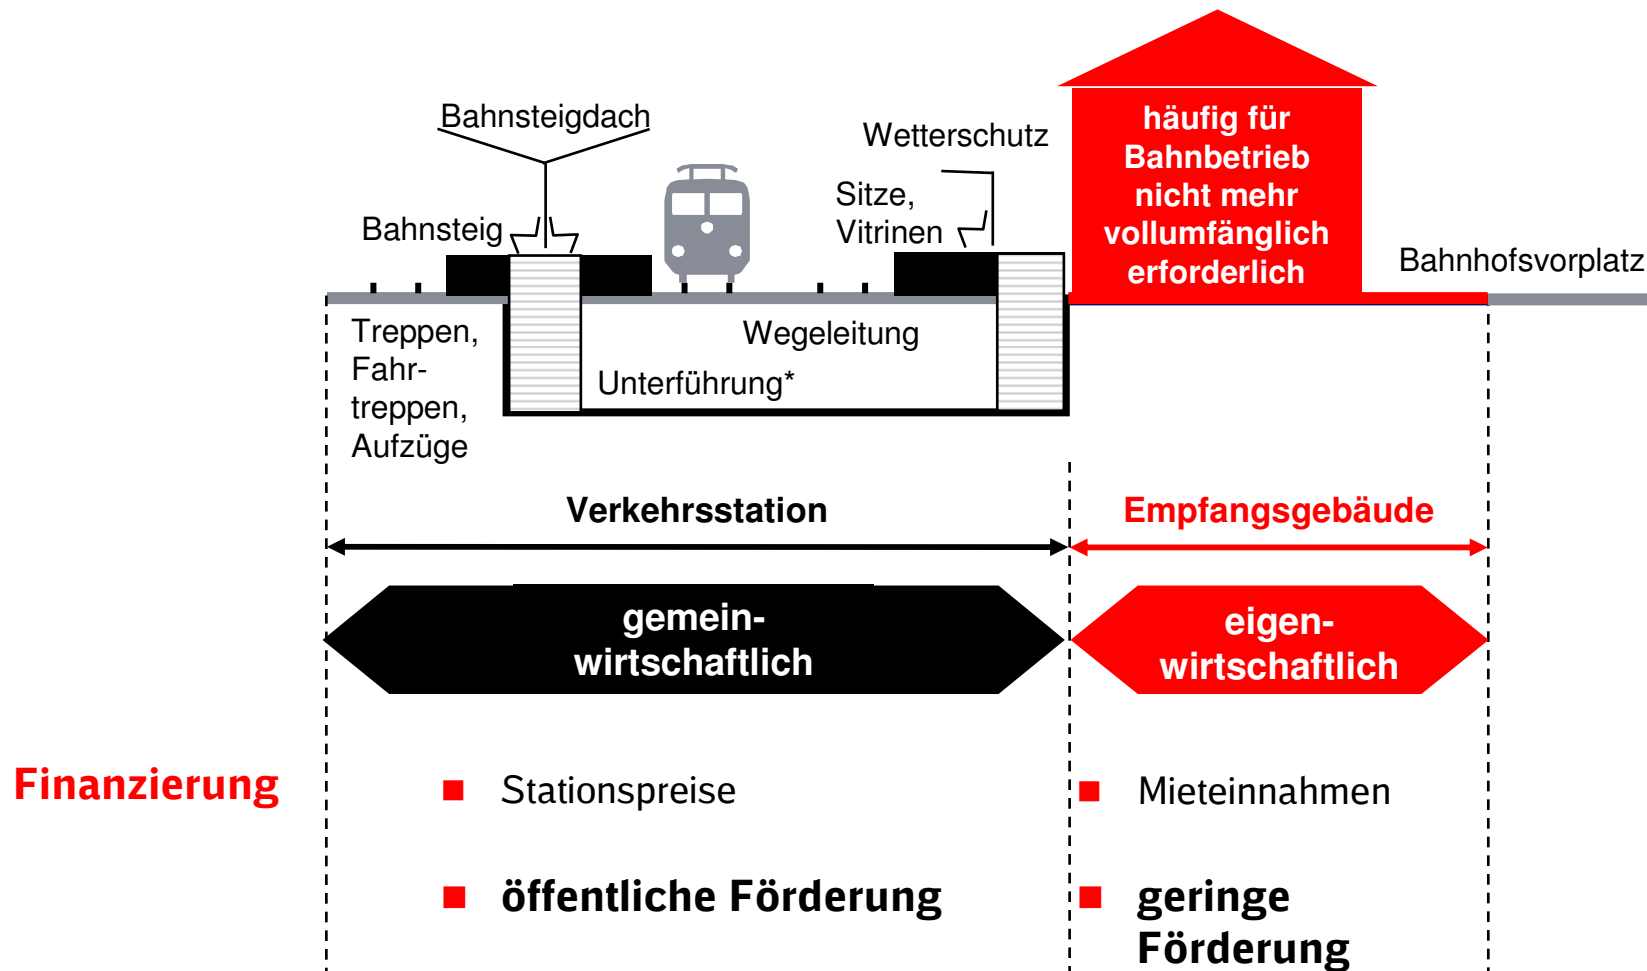 Bahnsteigdach
Wetterschutz
Sitze,
Vitrinen
Bahnsteig
häufig für
Bahnbetrieb
nicht mehr
vollumfänglich
erforderlich
Bahnhofsvorplatz
Treppen,
Fahr-
treppen,
Aufzüge
Wegeleitung
Unterführung*
Verkehrsstation
Empfangsgebäude
gemein-
wirtschaftlich
eigen-
wirtschaftlich
Finanzierung
Stationspreise
Mieteinnahmen
öffentliche Förderung
geringe
Förderung